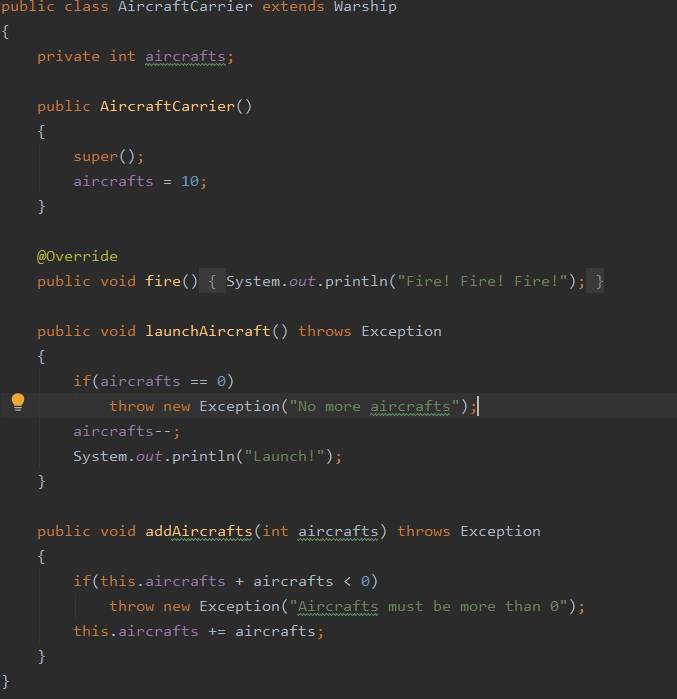 public class AircraftCarrier extends Warship
{
    private int aircrafts;

    public AircraftCarrier()
    {
        super();
        aircrafts = 10;
    }

    @Override
    public void fire() { System.out.println("Fire! Fire! Fire!"); }

    public void launchAircraft() throws Exception
    {
        if(aircrafts == 0)
            throw new Exception("No more aircrafts");
        aircrafts--;
        System.out.println("Launch!");
    }

    public void addAircrafts(int aircrafts) throws Exception
    {
        if(this.aircrafts + aircrafts < 0)
            throw new Exception("Aircrafts must be more than 0");
        this.aircrafts += aircrafts;
    }
}